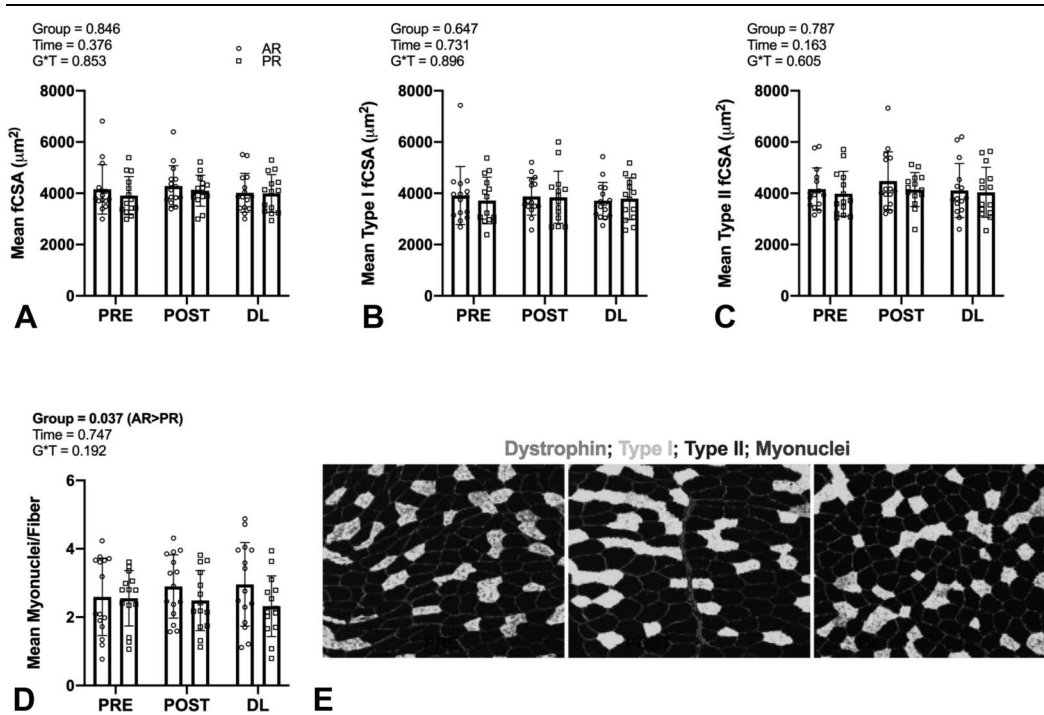 Group = 0.846
Time = 0.376
G*T = 0.853
○ AR
□ PR
Mean fCSA (μm²)
8000
6000
4000
2000
0
PRE POST DL
A
Group = 0.647
Time = 0.731
G*T = 0.896
Mean Type I fCSA (μm²)
8000
6000
4000
2000
0
PRE POST DL
B
Group = 0.787
Time = 0.163
G*T = 0.605
Mean Type II fCSA (μm²)
8000
6000
4000
2000
0
PRE POST DL
C
Group = 0.037 (AR>PR)
Time = 0.747
G*T = 0.192
Mean Myonuclei/Fiber
6
4
2
0
PRE POST DL
D
Dystrophin; Type I; Type II; Myonuclei
E